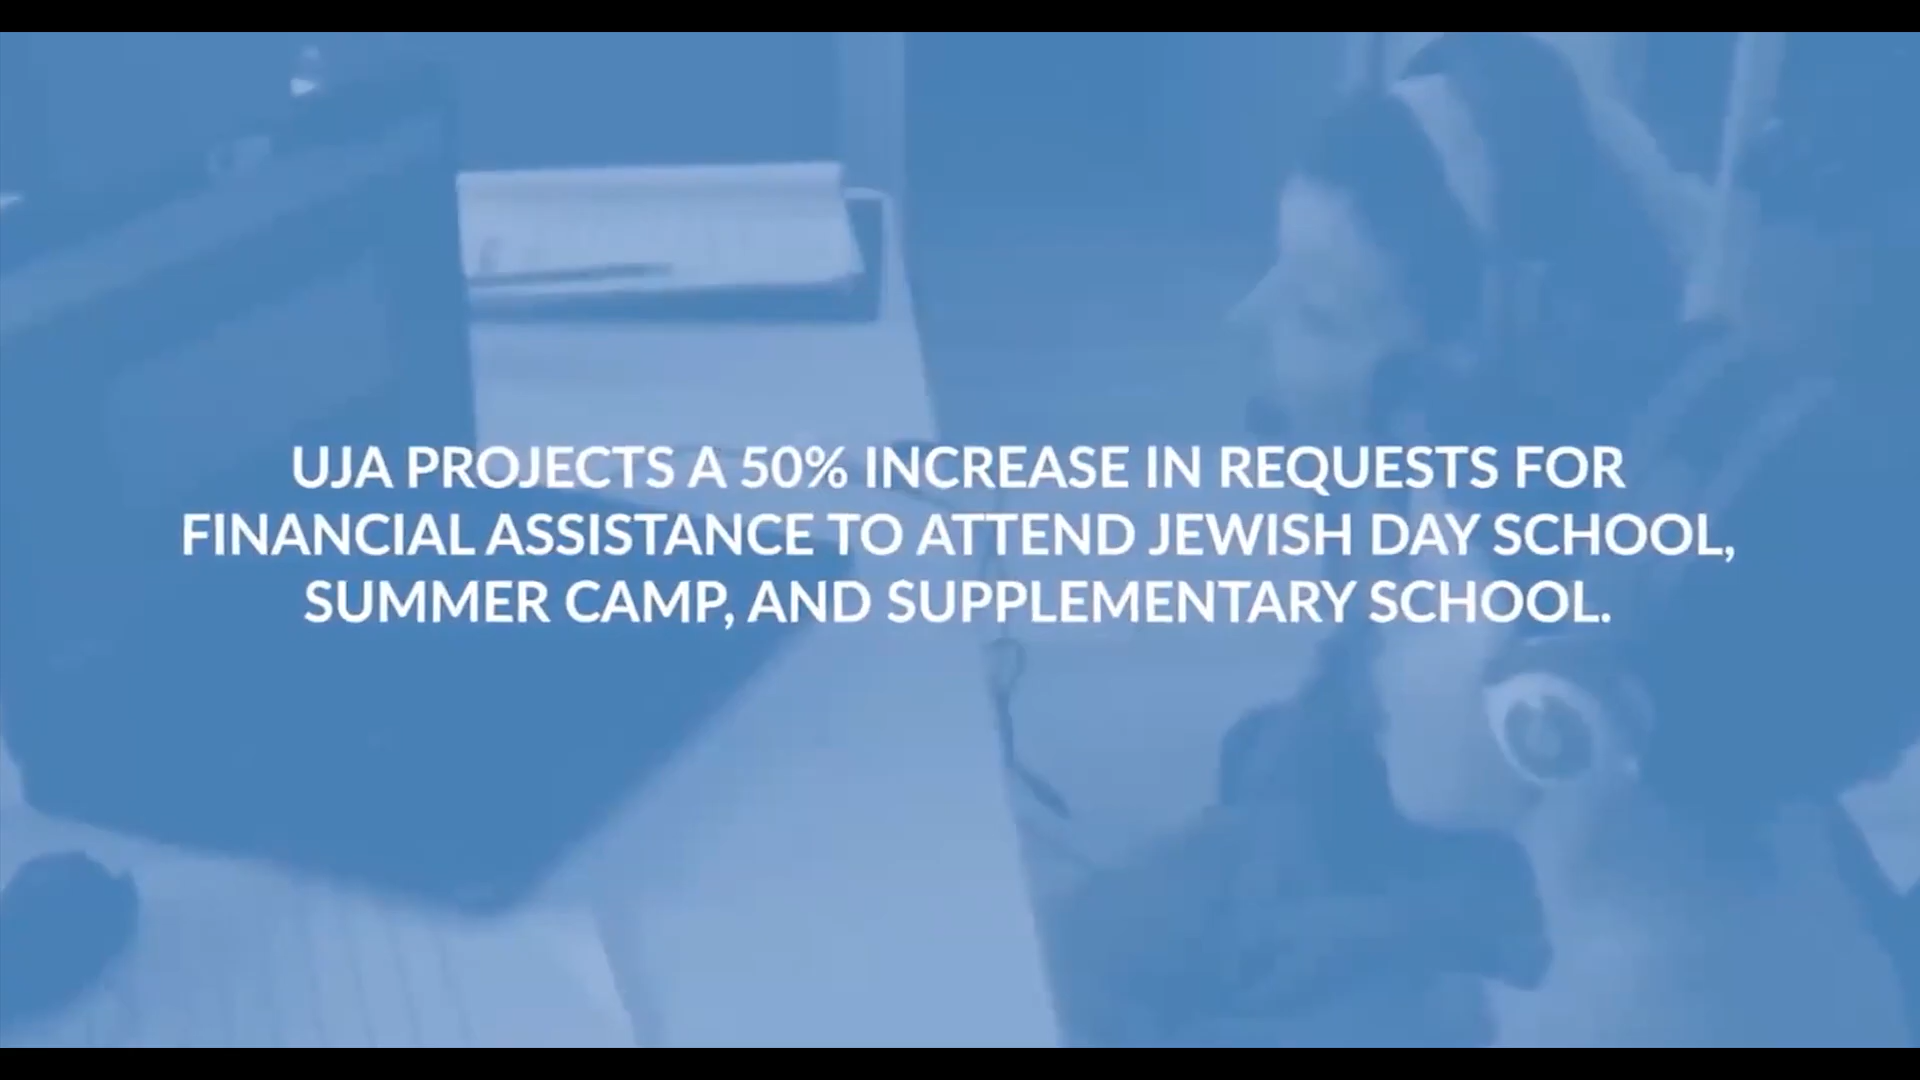 UJA PROJECTS A 50% INCREASE IN REQUESTS FOR
FINANCIAL ASSISTANCE TO ATTEND JEWISH DAY SCHOOL,
SUMMER CAMP, AND SUPPLEMENTARY SCHOOL.